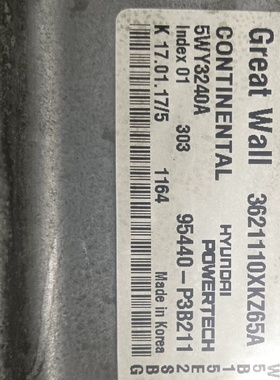 Great Wall 3621110XKZ65A
CONTINENTAL HYUNDAI
POWERTECH
5WY3240A
Index 01 303 95440-P3B211
K 17.01.17/5 1164 Made in Korea